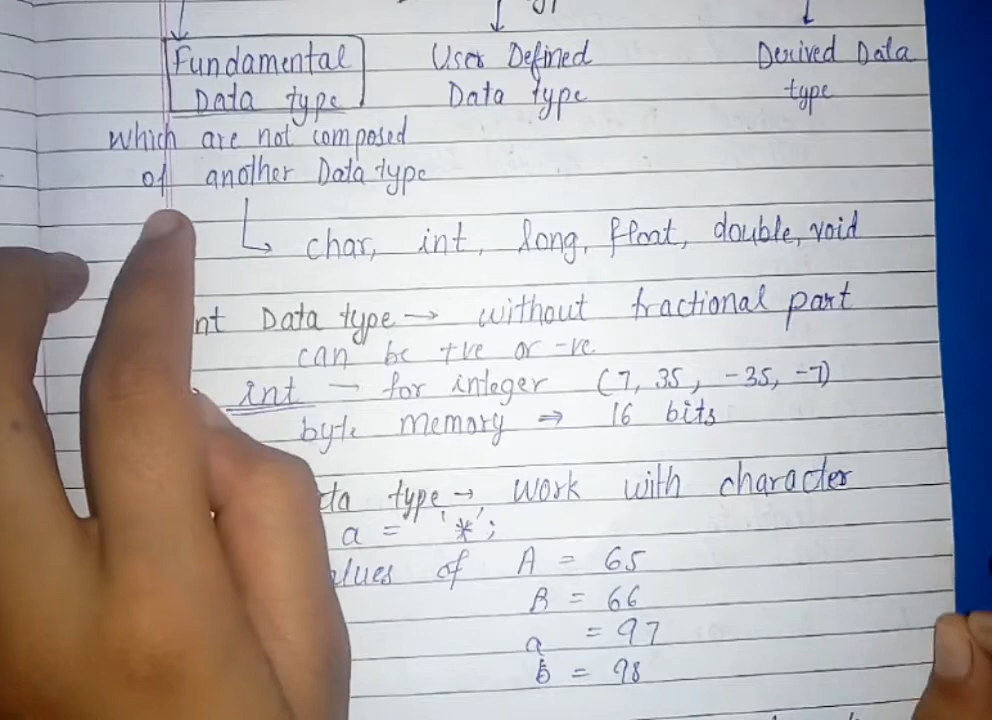 Fundamental User Defined Derived Data
Data type Data type type
which are not composed
of another Data type
char, int, long, float, double, void
nt Data type → without fractional part
can be +ve or -ve.
int → for integer (7, 35, -35, -7)
byte memory ⇒ 16 bits
ta type → work with character
a = '*';
alues of A = 65
B = 66
a = 97
b = 98